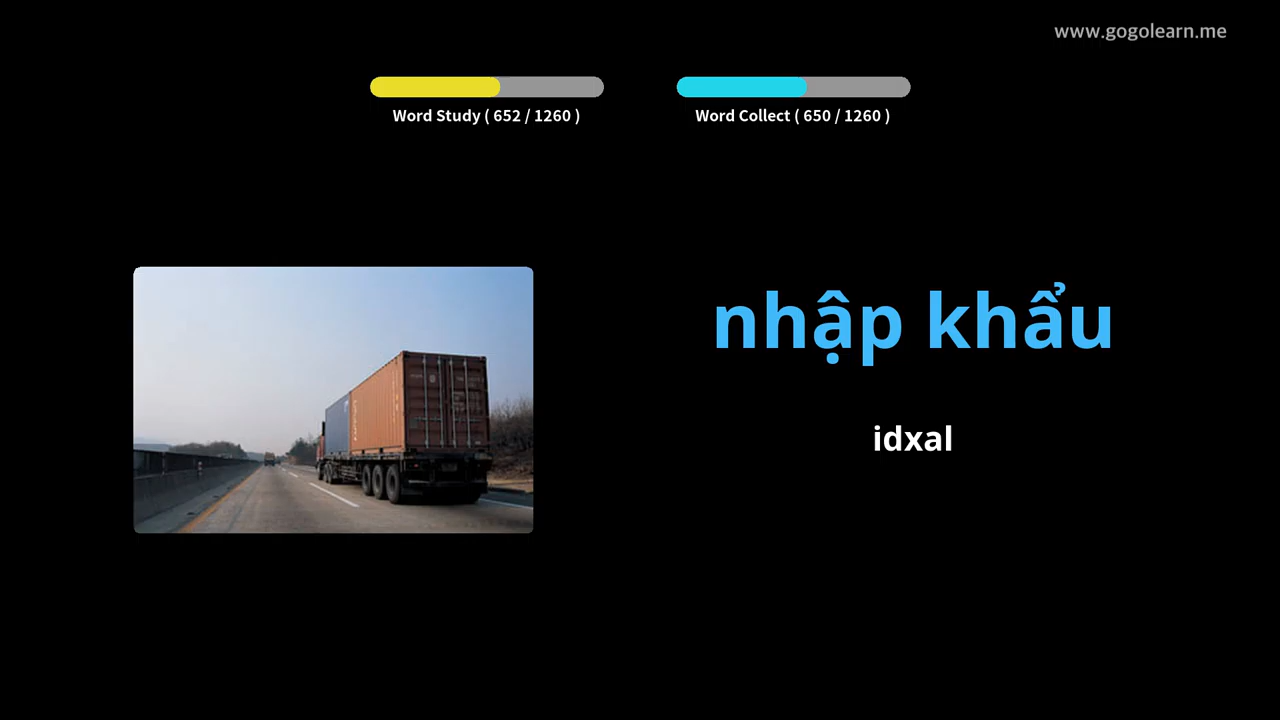 www.gogolearn.me
Word Study ( 652 / 1260 )
Word Collect ( 650 / 1260 )
nhập khẩu
idxal